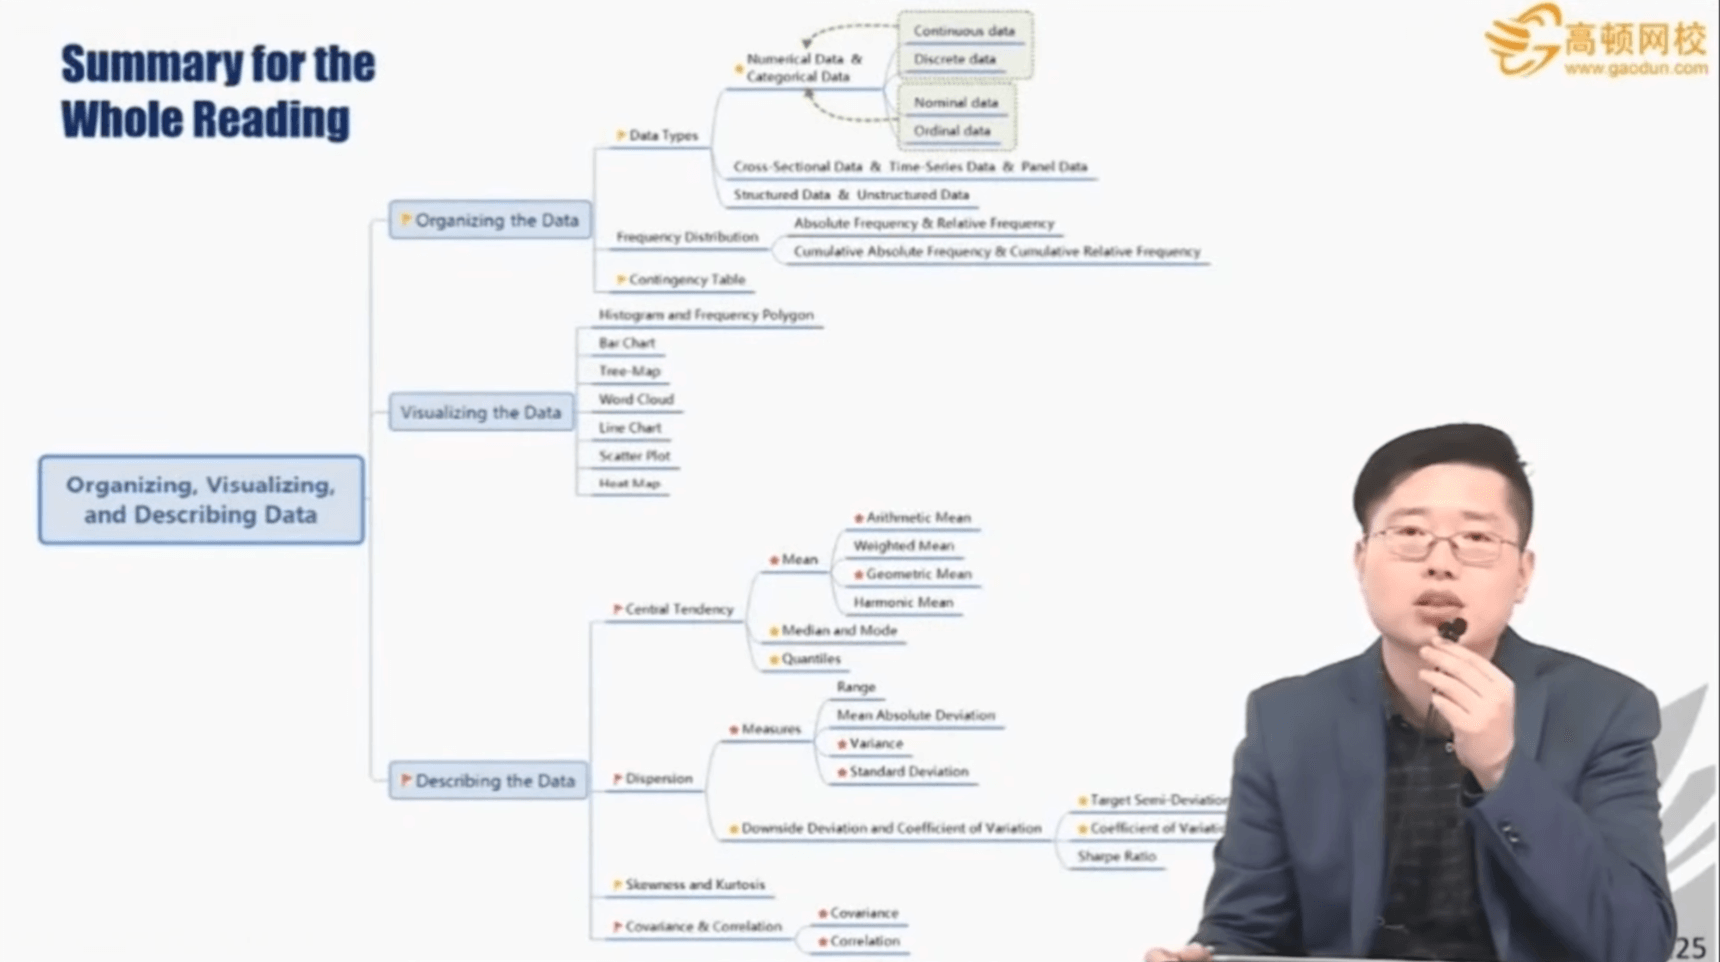 Summary for the
Whole Reading
高顿网校
www.gaodun.com
Organizing, Visualizing,
and Describing Data
Organizing the Data
Data Types
Numerical Data &
Categorical Data
Continuous data
Discrete data
Nominal data
Ordinal data
Cross-Sectional Data & Time-Series Data & Panel Data
Structured Data & Unstructured Data
Frequency Distribution
Absolute Frequency & Relative Frequency
Cumulative Absolute Frequency & Cumulative Relative Frequency
Contingency Table
Visualizing the Data
Histogram and Frequency Polygon
Bar Chart
Tree-Map
Word Cloud
Line Chart
Scatter Plot
Heat Map
Describing the Data
Central Tendency
Mean
Arithmetic Mean
Weighted Mean
Geometric Mean
Harmonic Mean
Median and Mode
Quantiles
Dispersion
Measures
Range
Mean Absolute Deviation
Variance
Standard Deviation
Downside Deviation and Coefficient of Variation
Target Semi-Deviation
Coefficient of Variatio
Sharpe Ratio
Skewness and Kurtosis
Covariance & Correlation
Covariance
Correlation
25